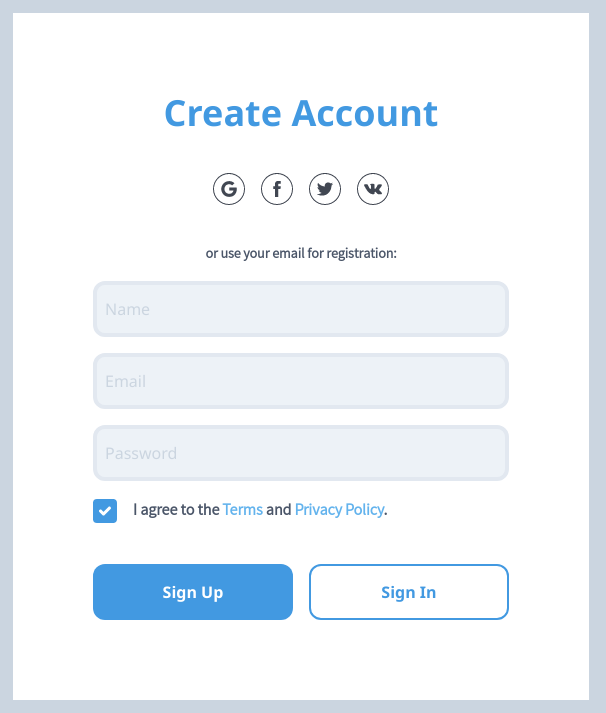 Create Account
or use your email for registration:
Name
Email
Password
I agree to the Terms and Privacy Policy.
Sign Up
Sign In